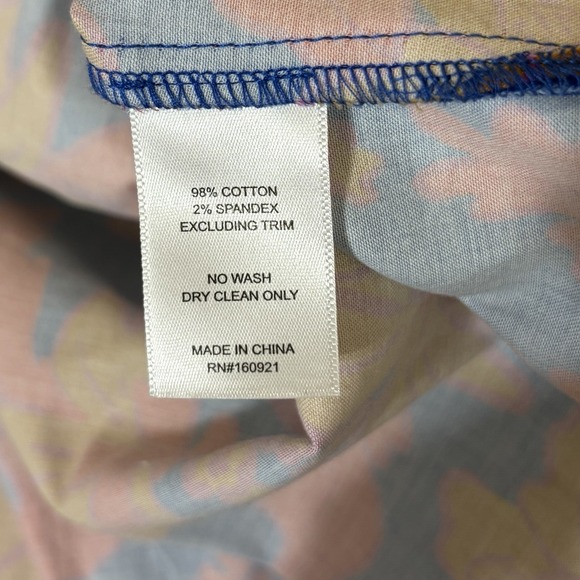 98% COTTON
2% SPANDEX
EXCLUDING TRIM
NO WASH
DRY CLEAN ONLY
MADE IN CHINA
RN#160921